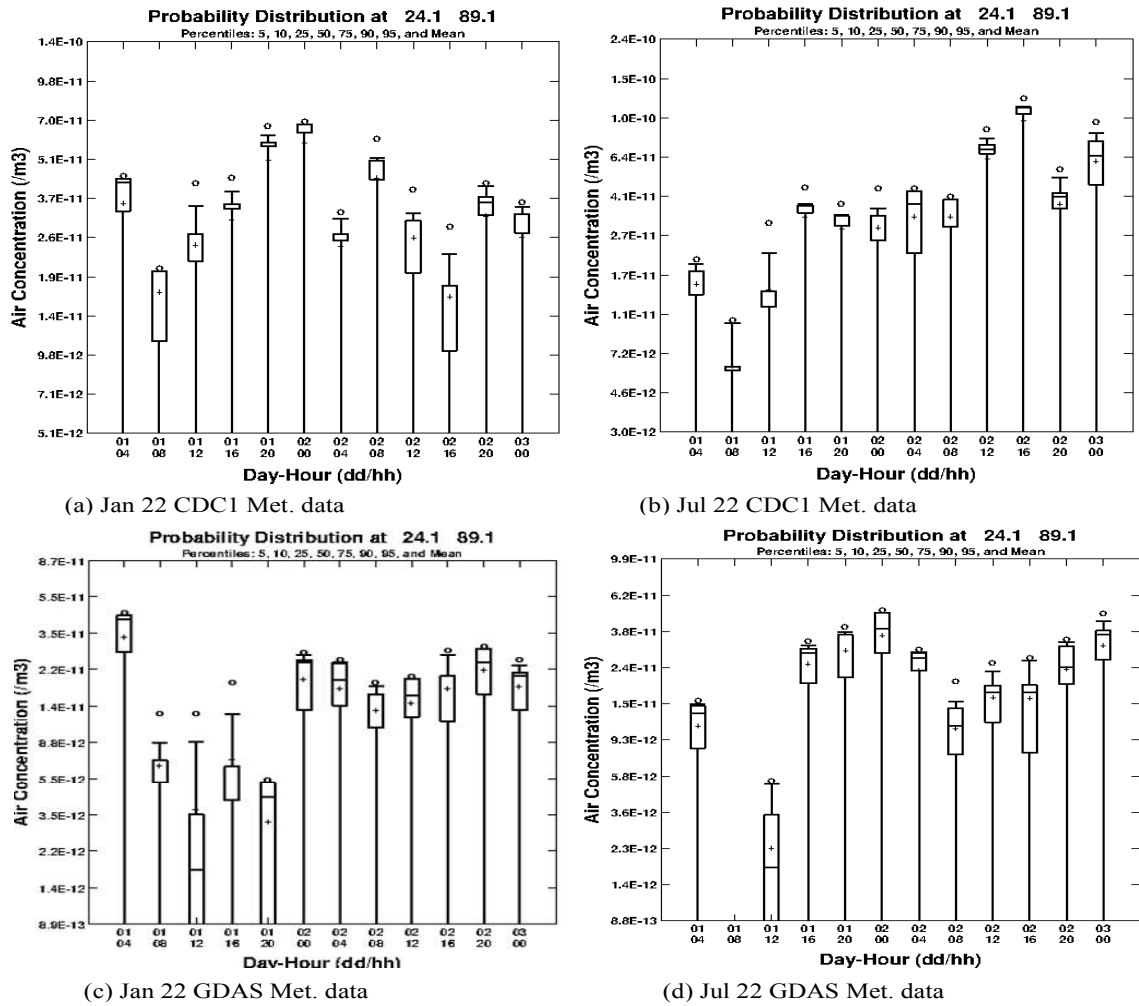 Probability Distribution at 24.1 89.1
Percentiles: 5, 10, 25, 50, 75, 90, 95, and Mean
Air Concentration (/m3)
1.4E-10
9.8E-11
7.0E-11
5.1E-11
3.7E-11
2.6E-11
1.9E-11
1.4E-11
9.8E-12
7.1E-12
5.1E-12
01 01 01 01 01 02 02 02 02 02 02 03
04 08 12 16 20 00 04 08 12 16 20 00
Day-Hour (dd/hh)
(a) Jan 22 CDC1 Met. data
Probability Distribution at 24.1 89.1
Percentiles: 5, 10, 25, 50, 75, 90, 95, and Mean
Air Concentration (/m3)
2.4E-10
1.5E-10
1.0E-10
6.4E-11
4.1E-11
2.7E-11
1.7E-11
1.1E-11
7.2E-12
4.6E-12
3.0E-12
01 01 01 01 01 02 02 02 02 02 02 03
04 08 12 16 20 00 04 08 12 16 20 00
Day-Hour (dd/hh)
(b) Jul 22 CDC1 Met. data
Probability Distribution at 24.1 89.1
Percentiles: 5, 10, 25, 50, 75, 90, 95, and Mean
Air Concentration (/m3)
8.7E-11
5.5E-11
3.5E-11
2.2E-11
1.4E-11
8.8E-12
5.5E-12
3.5E-12
2.2E-12
1.4E-12
8.9E-13
01 01 01 01 01 02 02 02 02 02 02 03
04 08 12 16 20 00 04 08 12 16 20 00
Day-Hour (dd/hh)
(c) Jan 22 GDAS Met. data
Probability Distribution at 24.1 89.1
Percentiles: 5, 10, 25, 50, 75, 90, 95, and Mean
Air Concentration (/m3)
9.9E-11
6.2E-11
3.8E-11
2.4E-11
1.5E-11
9.3E-12
5.8E-12
3.6E-12
2.3E-12
1.4E-12
8.8E-13
01 01 01 01 01 02 02 02 02 02 02 03
04 08 12 16 20 00 04 08 12 16 20 00
Day-Hour (dd/hh)
(d) Jul 22 GDAS Met. data